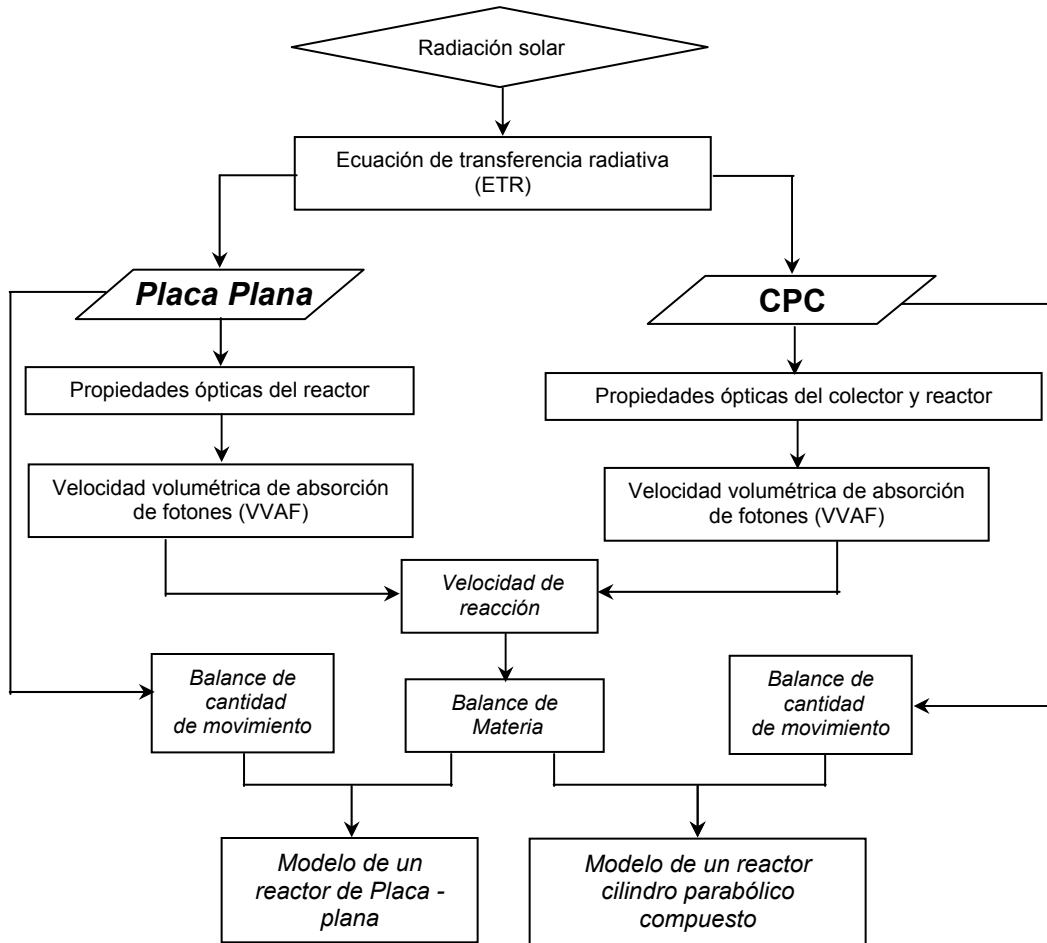 Radiación solar
Ecuación de transferencia radiativa
(ETR)
Placa Plana
CPC
Propiedades ópticas del reactor
Propiedades ópticas del colector y reactor
Velocidad volumétrica de absorción
de fotones (VVAF)
Velocidad volumétrica de absorción
de fotones (VVAF)
Velocidad de
reacción
Balance de
cantidad
de movimiento
Balance de
Materia
Balance de
cantidad
de movimiento
Modelo de un
reactor de Placa -
plana
Modelo de un reactor
cilindro parabólico
compuesto